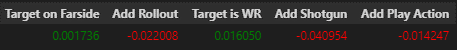 Target on Farside Add Rollout Target is WR Add Shotgun Add Play Action
0.001736 -0.022008 0.016050 -0.040954 -0.014247